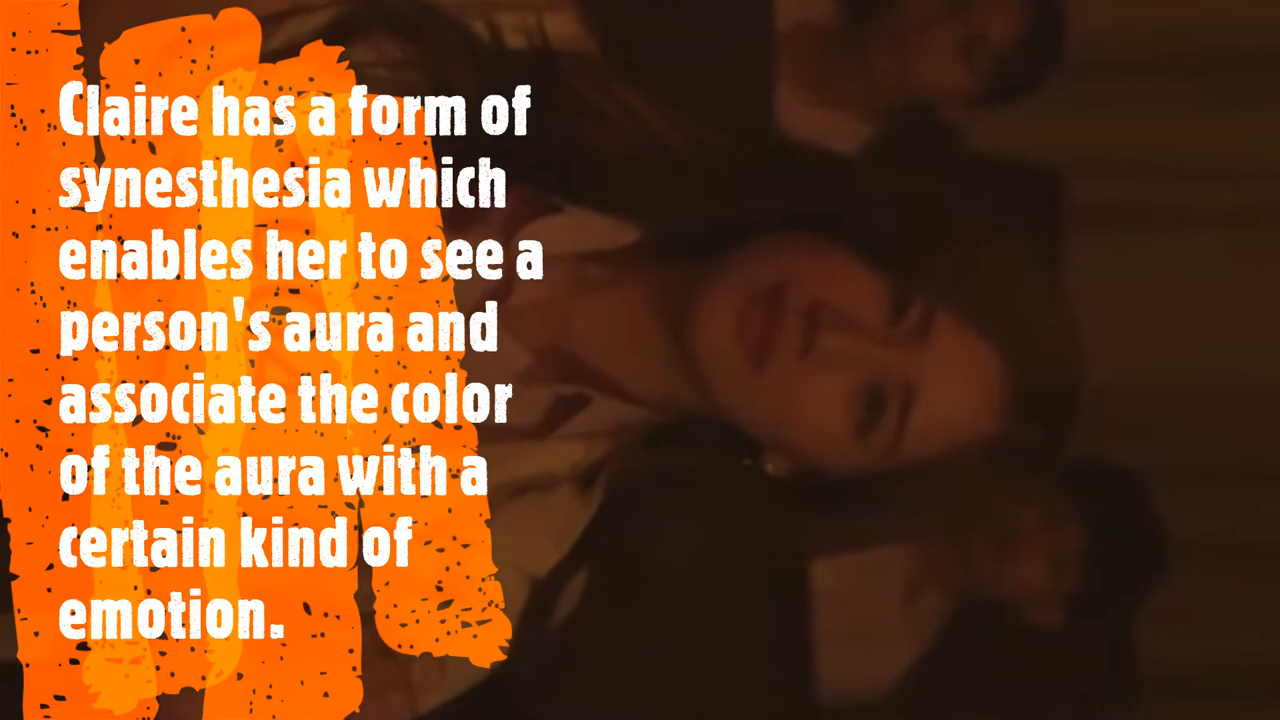 Claire has a form of
synesthesia which
enables her to see a
person's aura and
associate the color
of the aura with a
certain kind of
emotion.